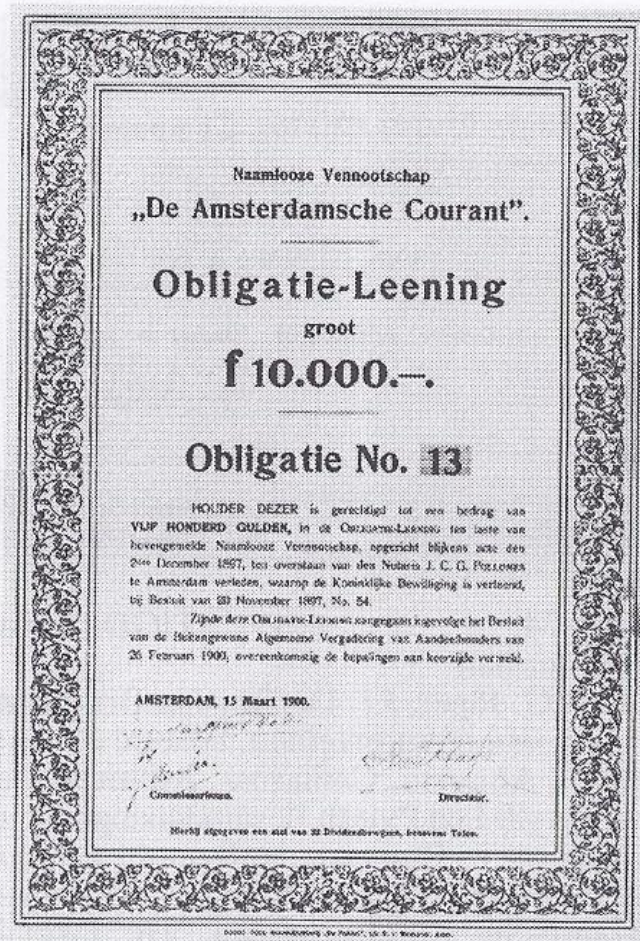 Naamlooze Vennootschap
„De Amsterdamsche Courant".
Obligatie-Leening
groot
f 10.000.—.
Obligatie No. 13
HOUDER DEZER is gerechtigd tot een bedrag van
VIJF HONDERD GULDEN, in de OBLIGATIE-LEENING ten laste van
bovengemelde Naamlooze Vennootschap, opgericht blijkens acte den
December 1897, ten overstaan van den Notaris J. C. G.
te Amsterdam verleden, waarop de Koninklijke Bewilliging is verleend,
bij Besluit van 20 November 1897, No. 54.
Zijnde deze OBLIGATIE-LEENING aangegaan ingevolge het Besluit
van de Buitengewone Algemeene Vergadering van Aandeelhouders van
26 Februari 1900, overeenkomstig de bepalingen aan keerzijde vermeld.
AMSTERDAM, 15 Maart 1900.
Commissarissen.
Directeur.
Hierbij afgegeven een stel van Dividendbewijzen, benevens Talon.